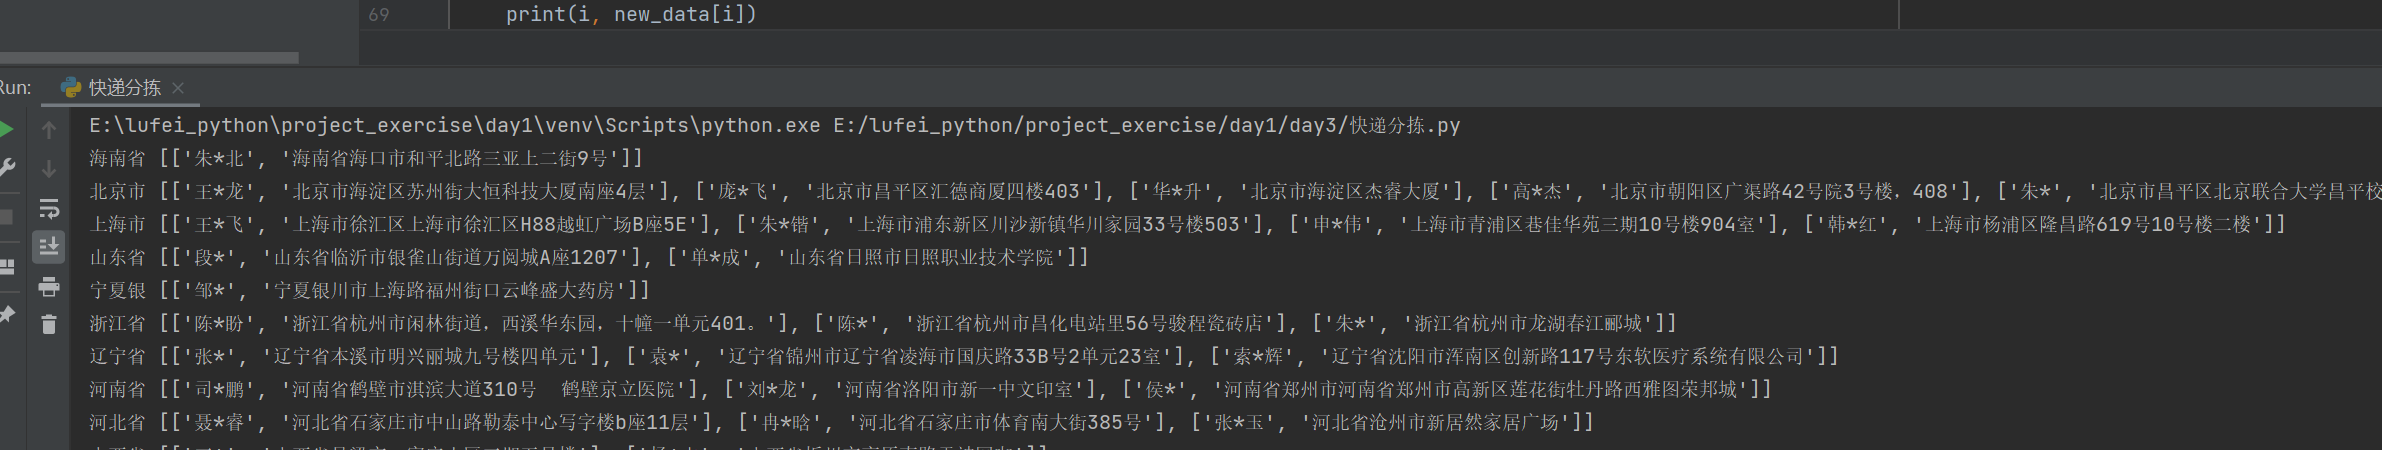 69 print(i, new_data[i])
Run: 快递分拣
E:\lufei_python\project_exercise\day1\venv\Scripts\python.exe E:/lufei_python/project_exercise/day1/day3/快递分拣.py
海南省 [['朱*北', '海南省海口市和平北路三亚上二街9号']]
北京市 [['王*龙', '北京市海淀区苏州街大恒科技大厦南座4层'], ['庞*飞', '北京市昌平区汇德商厦四楼403'], ['华*升', '北京市海淀区杰睿大厦'], ['高*杰', '北京市朝阳区广渠路42号院3号楼，408'], ['朱*', '北京市昌平区北京联合大学昌平校
上海市 [['王*飞', '上海市徐汇区上海市徐汇区H88越虹广场B座5E'], ['朱*锴', '上海市浦东新区川沙新镇华川家园33号楼503'], ['申*伟', '上海市青浦区巷佳华苑三期10号楼904室'], ['韩*红', '上海市杨浦区隆昌路619号10号楼二楼']]
山东省 [['段*', '山东省临沂市银雀山街道万阅城A座1207'], ['单*成', '山东省日照市日照职业技术学院']]
宁夏银 [['邹*', '宁夏银川市上海路福州街口云峰盛大药房']]
浙江省 [['陈*盼', '浙江省杭州市闲林街道，西溪华东园，十幢一单元401。'], ['陈*', '浙江省杭州市昌化电站里56号骏程瓷砖店'], ['朱*', '浙江省杭州市龙湖春江郦城']]
辽宁省 [['张*', '辽宁省本溪市明兴丽城九号楼四单元'], ['袁*', '辽宁省锦州市辽宁省凌海市国庆路33B号2单元23室'], ['索*辉', '辽宁省沈阳市浑南区创新路117号东软医疗系统有限公司']]
河南省 [['司*鹏', '河南省鹤壁市淇滨大道310号  鹤壁京立医院'], ['刘*龙', '河南省洛阳市新一中文印室'], ['侯*', '河南省郑州市河南省郑州市高新区莲花街牡丹路西雅图荣邦城']]
河北省 [['聂*睿', '河北省石家庄市中山路勒泰中心写字楼b座11层'], ['冉*晗', '河北省石家庄市体育南大街385号'], ['张*玉', '河北省沧州市新居然家居广场']]